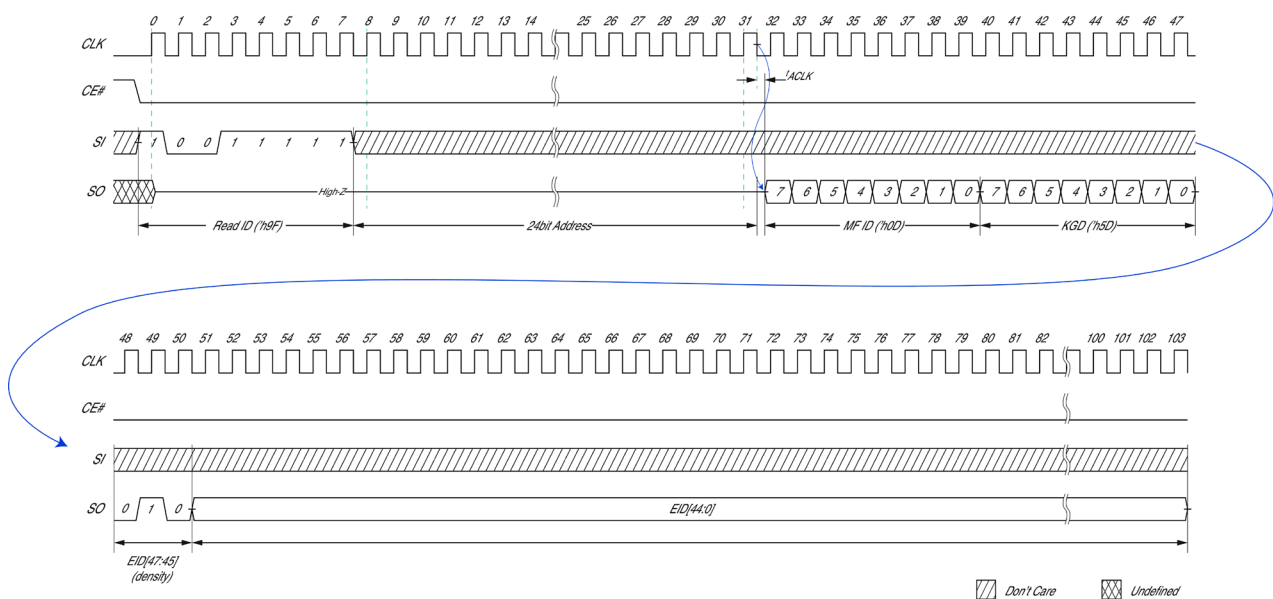 0 1 2 3 4 5 6 7 8 9 10 11 12 13 14 25 26 27 28 29 30 31 32 33 34 35 36 37 38 39 40 41 42 43 44 45 46 47
CLK
tACLK
CE#
SI 1 0 0 1 1 1 1 1
SO High-Z 7 6 5 4 3 2 1 0 7 6 5 4 3 2 1 0
Read ID ('h9F) 24bit Address MF ID ('h0D) KGD ('h5D)
48 49 50 51 52 53 54 55 56 57 58 59 60 61 62 63 64 65 66 67 68 69 70 71 72 73 74 75 76 77 78 79 80 81 82 100 101 102 103
CLK
CE#
SI
SO 0 1 0 EID[44:0]
EID[47:45]
(density)
Don't Care Undefined